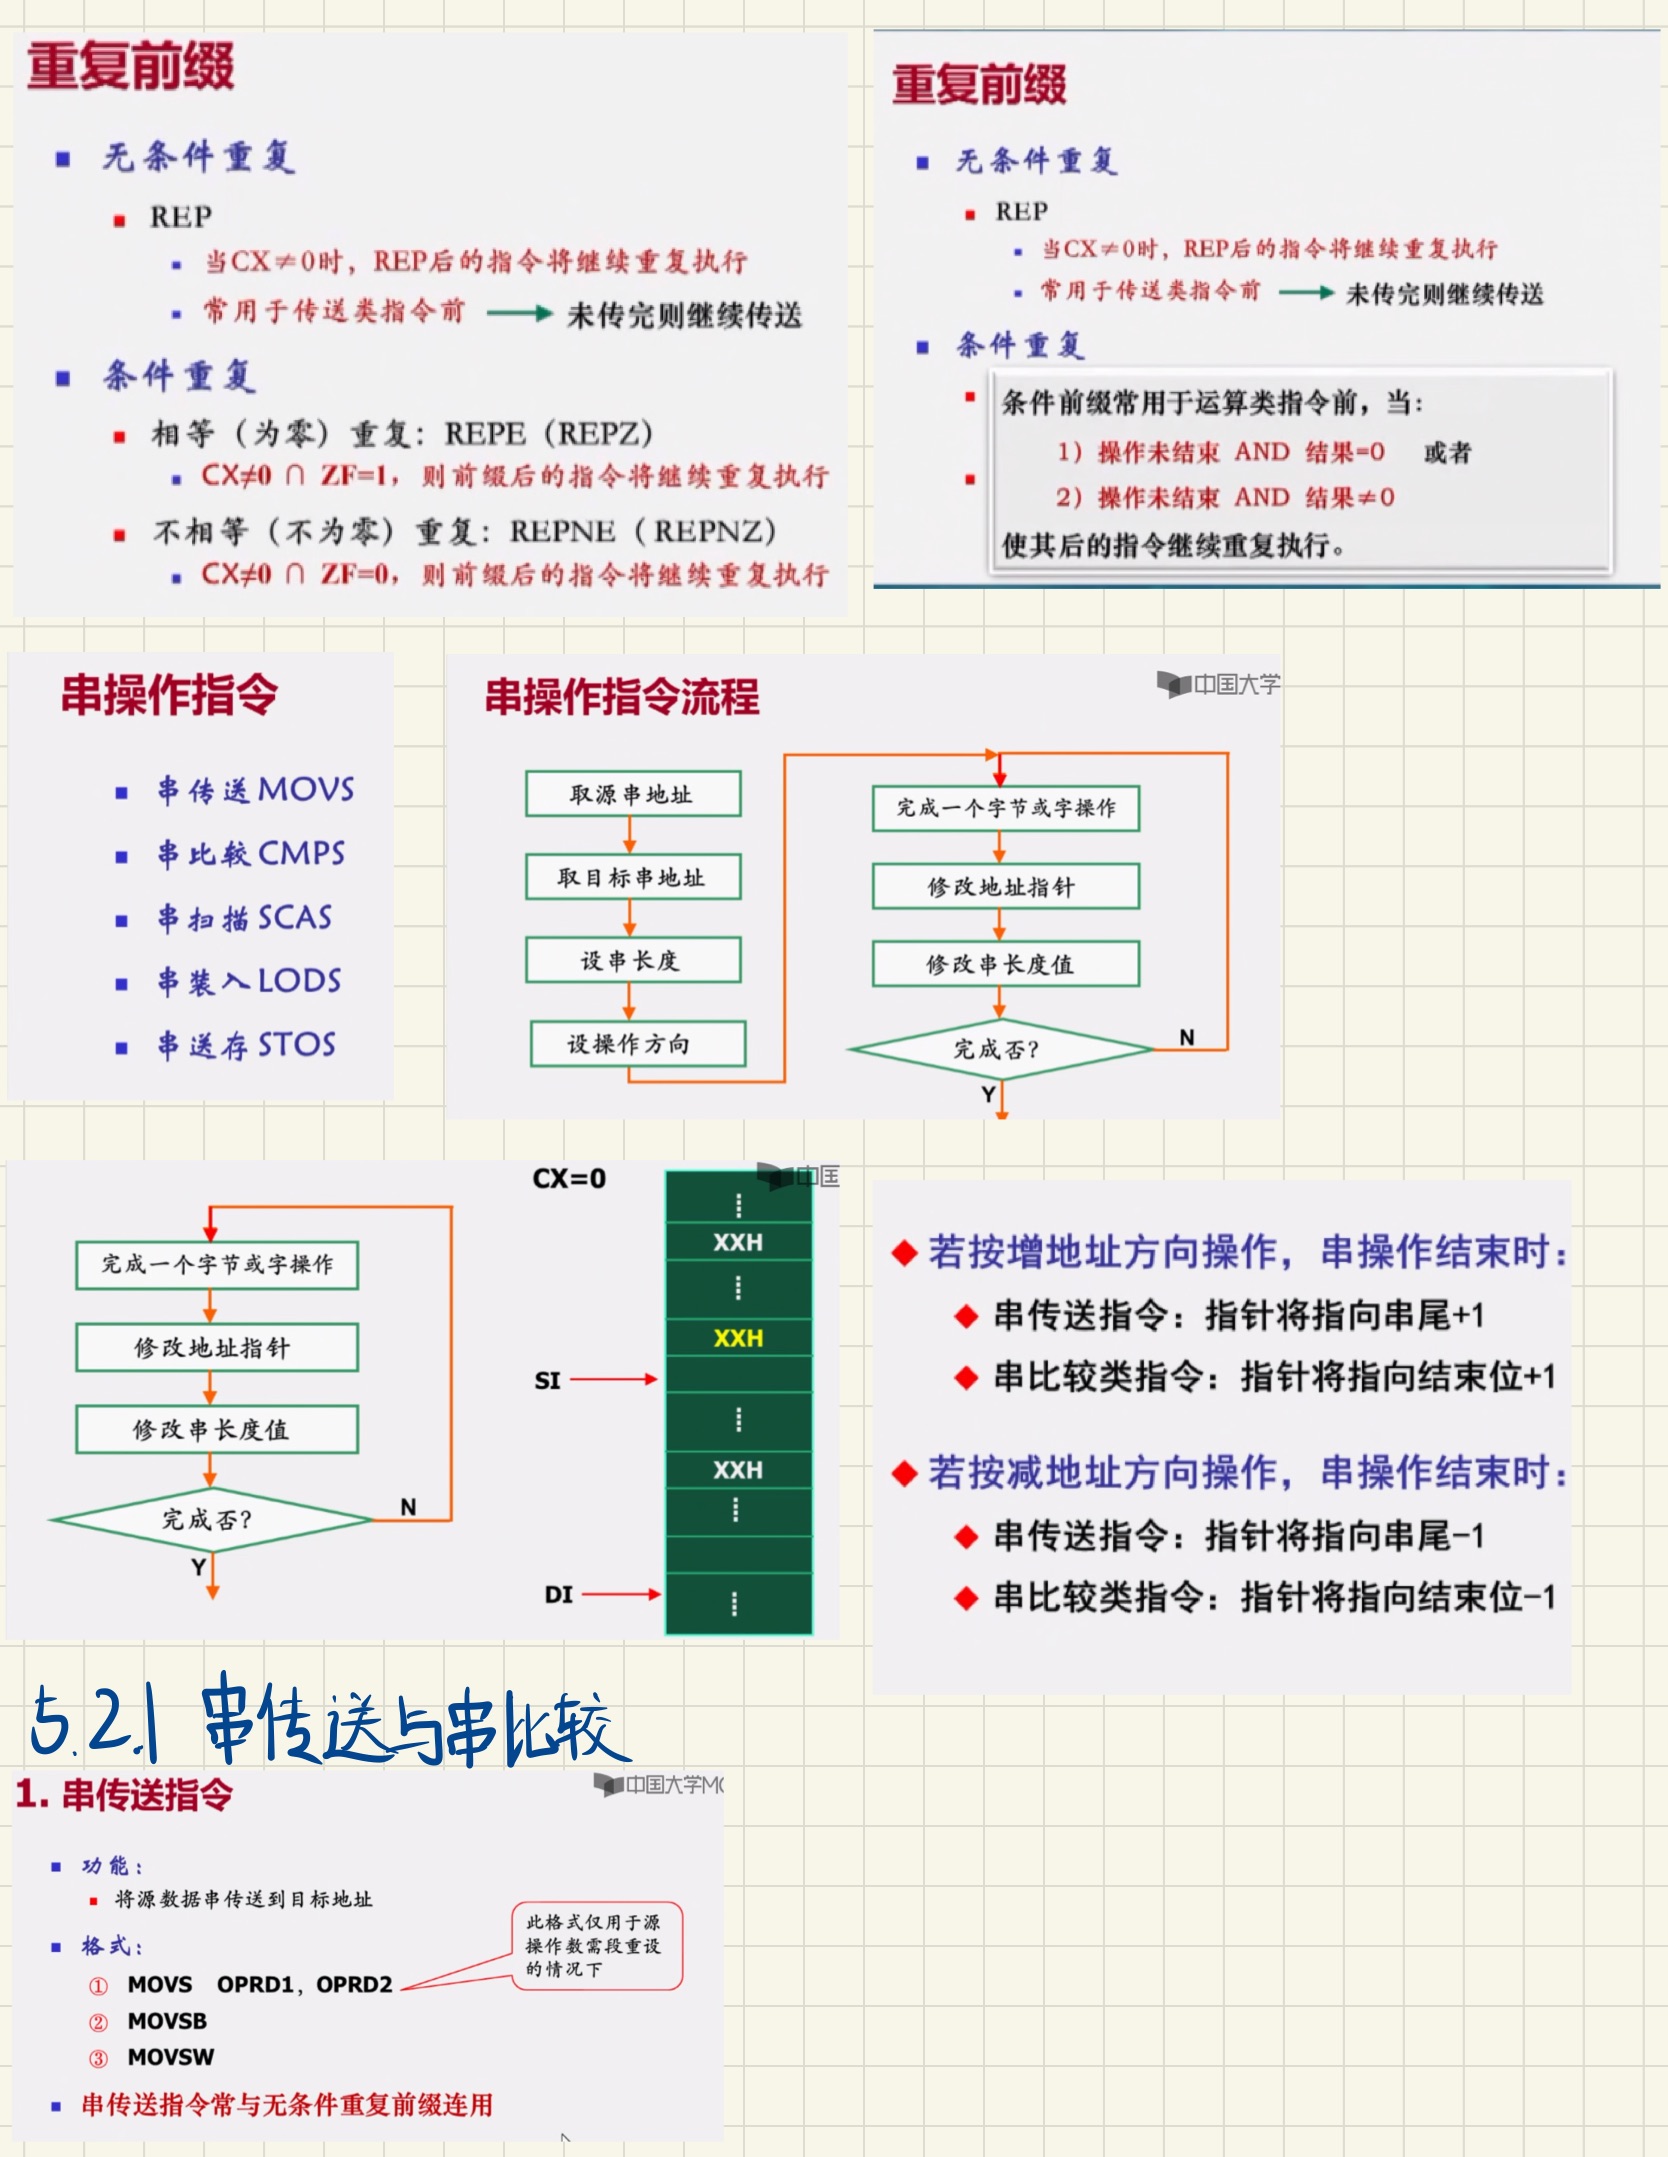 重复前缀
无条件重复
REP
当CX≠0时，REP后的指令将继续重复执行
常用于传送类指令前 未传完则继续传送
条件重复
相等（为零）重复：REPE（REPZ）
CX≠0 ∩ ZF=1，则前缀后的指令将继续重复执行
不相等（不为零）重复：REPNE（REPNZ）
CX≠0 ∩ ZF=0，则前缀后的指令将继续重复执行
重复前缀
无条件重复
REP
当CX≠0时，REP后的指令将继续重复执行
常用于传送类指令前 未传完则继续传送
条件重复
条件前缀常用于运算类指令前，当：
1）操作未结束 AND 结果=0 或者
2）操作未结束 AND 结果≠0
使其后的指令继续重复执行。
串操作指令
串传送MOVS
串比较CMPS
串扫描SCAS
串装入LODS
串送存STOS
串操作指令流程
中国大学
取源串地址
取目标串地址
设串长度
设操作方向
完成一个字节或字操作
修改地址指针
修改串长度值
完成否？
N
Y
完成一个字节或字操作
修改地址指针
修改串长度值
完成否？
N
Y
CX=0
中国
XXH
XXH
SI
XXH
DI
若按增地址方向操作，串操作结束时：
串传送指令：指针将指向串尾+1
串比较类指令：指针将指向结束位+1
若按减地址方向操作，串操作结束时：
串传送指令：指针将指向串尾−1
串比较类指令：指针将指向结束位−1
5.2.1 串传送与串比较
1. 串传送指令
中国大学MO
功能：
将源数据串传送到目标地址
格式：
① MOVS OPRD1，OPRD2
② MOVSB
③ MOVSW
此格式仅用于源
操作数需段重设
的情况下
串传送指令常与无条件重复前缀连用